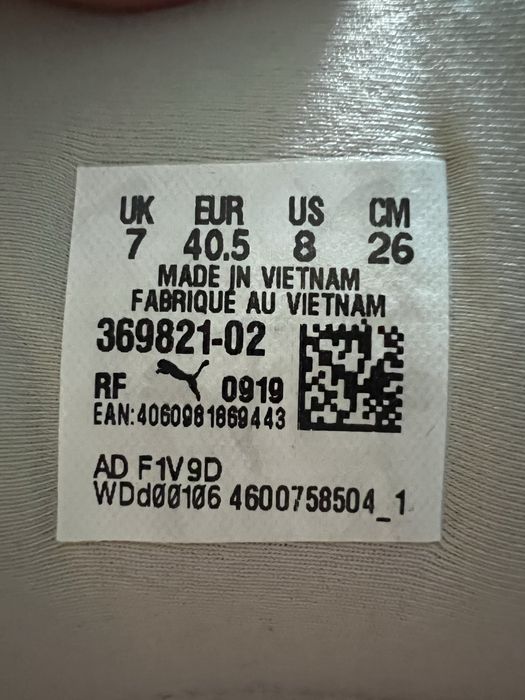 UK EUR US CM
7 40.5 8 26
MADE IN VIETNAM
FABRIQUÉ AU VIETNAM
369821-02
RF 0919
EAN:4060981869443
AD F1V9D
WDd00106 4600758504_1